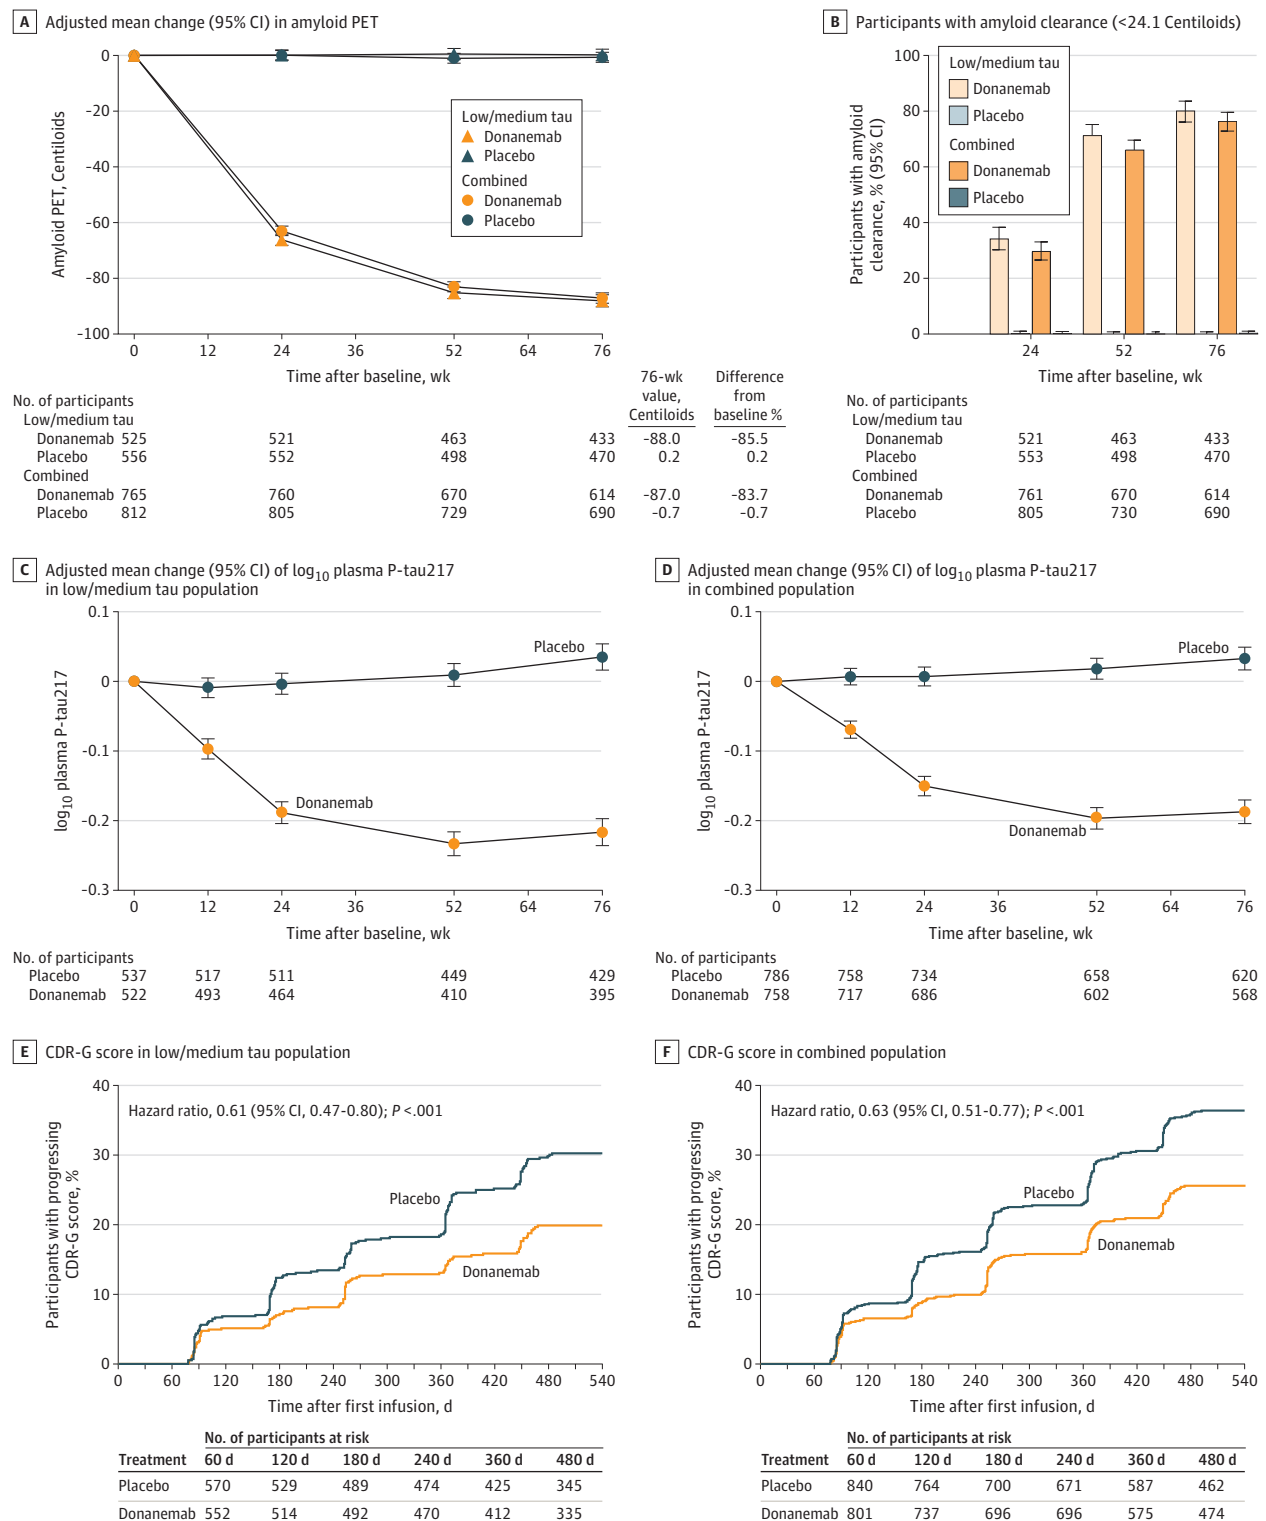 A Adjusted mean change (95% CI) in amyloid PET
0
-20
-40
-60
-80
-100
Amyloid PET, Centiloids
Low/medium tau
Donanemab
Placebo
Combined
Donanemab
Placebo
0 12 24 36 52 64 76
Time after baseline, wk
76-wk value, Centiloids
Difference from baseline %
No. of participants
Low/medium tau
Donanemab 525 521 463 433 -88.0 -85.5
Placebo 556 552 498 470 0.2 0.2
Combined
Donanemab 765 760 670 614 -87.0 -83.7
Placebo 812 805 729 690 -0.7 -0.7
B Participants with amyloid clearance (<24.1 Centiloids)
100
80
60
40
20
0
Participants with amyloid
clearance, % (95% CI)
Low/medium tau
Donanemab
Placebo
Combined
Donanemab
Placebo
24 52 76
Time after baseline, wk
No. of participants
Low/medium tau
Donanemab 521 463 433
Placebo 553 498 470
Combined
Donanemab 761 670 614
Placebo 805 730 690
C Adjusted mean change (95% CI) of log10 plasma P-tau217
in low/medium tau population
0.1
0
-0.1
-0.2
-0.3
log10 plasma P-tau217
Placebo
Donanemab
0 12 24 36 52 64 76
Time after baseline, wk
No. of participants
Placebo 537 517 511 449 429
Donanemab 522 493 464 410 395
D Adjusted mean change (95% CI) of log10 plasma P-tau217
in combined population
0.1
0
-0.1
-0.2
-0.3
log10 plasma P-tau217
Placebo
Donanemab
0 12 24 36 52 64 76
Time after baseline, wk
No. of participants
Placebo 786 758 734 658 620
Donanemab 758 717 686 602 568
E CDR-G score in low/medium tau population
40
30
20
10
0
Participants with progressing
CDR-G score, %
Hazard ratio, 0.61 (95% CI, 0.47-0.80); P <.001
Placebo
Donanemab
0 60 120 180 240 300 360 420 480 540
Time after first infusion, d
No. of participants at risk
Treatment 60 d 120 d 180 d 240 d 360 d 480 d
Placebo 570 529 489 474 425 345
Donanemab 552 514 492 470 412 335
F CDR-G score in combined population
40
30
20
10
0
Participants with progressing
CDR-G score, %
Hazard ratio, 0.63 (95% CI, 0.51-0.77); P <.001
Placebo
Donanemab
0 60 120 180 240 300 360 420 480 540
Time after first infusion, d
No. of participants at risk
Treatment 60 d 120 d 180 d 240 d 360 d 480 d
Placebo 840 764 700 671 587 462
Donanemab 801 737 696 696 575 474